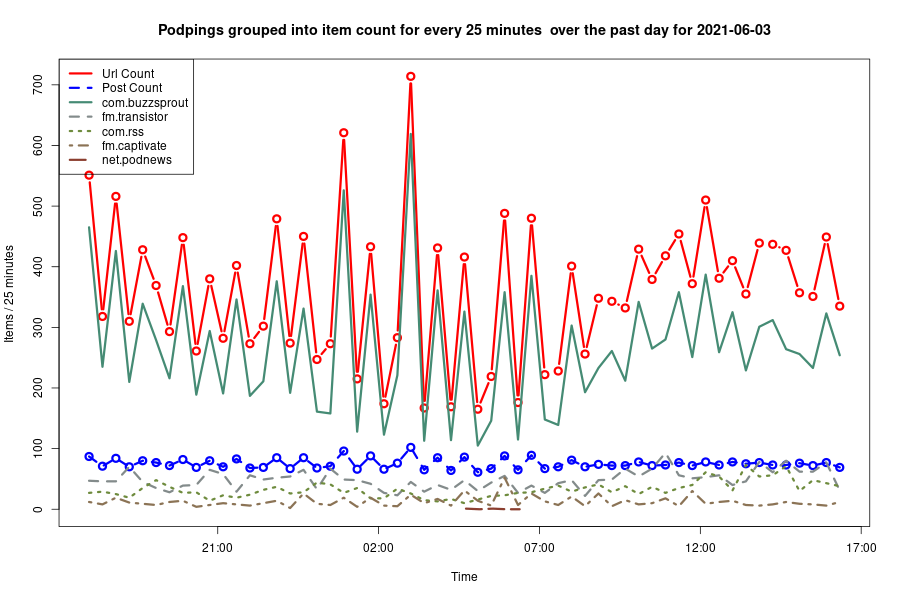 Podpings grouped into item count for every 25 minutes  over the past day for 2021-06-03
Url Count
Post Count
com.buzzsprout
fm.transistor
com.rss
fm.captivate
net.podnews
Items / 25 minutes
700
600
500
400
300
200
100
0
21:00 02:00 07:00 12:00 17:00
Time